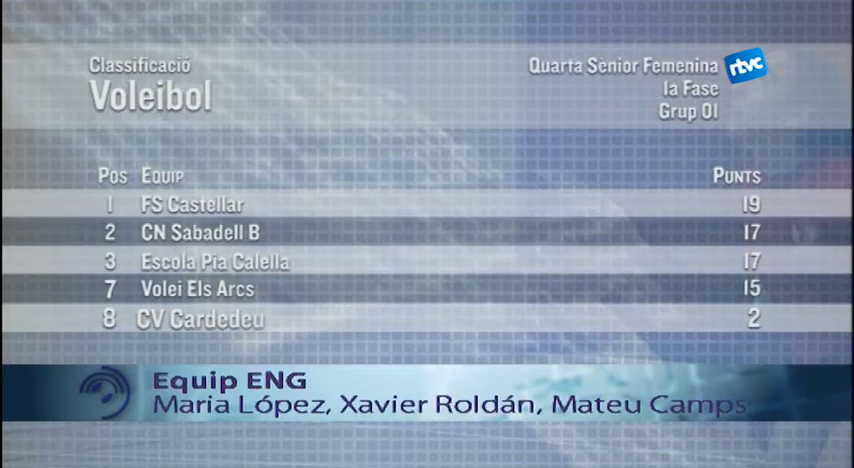 Classificació
Voleibol
Quarta Sènior Femenina
1a Fase
Grup 01
rtvc
Pos Equip Punts
1 FS Castellar 19
2 CN Sabadell B 17
3 Escola Pia Calella 17
7 Volei Els Arcs 15
8 CV Cardedeu 2
Equip ENG
Maria López, Xavier Roldán, Mateu Camps